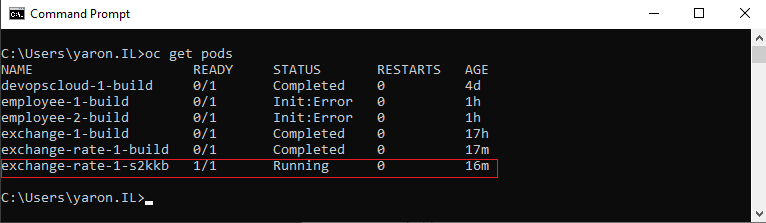 Command Prompt
C:\Users\yaron.IL>oc get pods
NAME READY STATUS RESTARTS AGE
devopscloud-1-build 0/1 Completed 0 4d
employee-1-build 0/1 Init:Error 0 1h
employee-2-build 0/1 Init:Error 0 1h
exchange-1-build 0/1 Completed 0 17h
exchange-rate-1-build 0/1 Completed 0 17m
exchange-rate-1-s2kkb 1/1 Running 0 16m
C:\Users\yaron.IL>